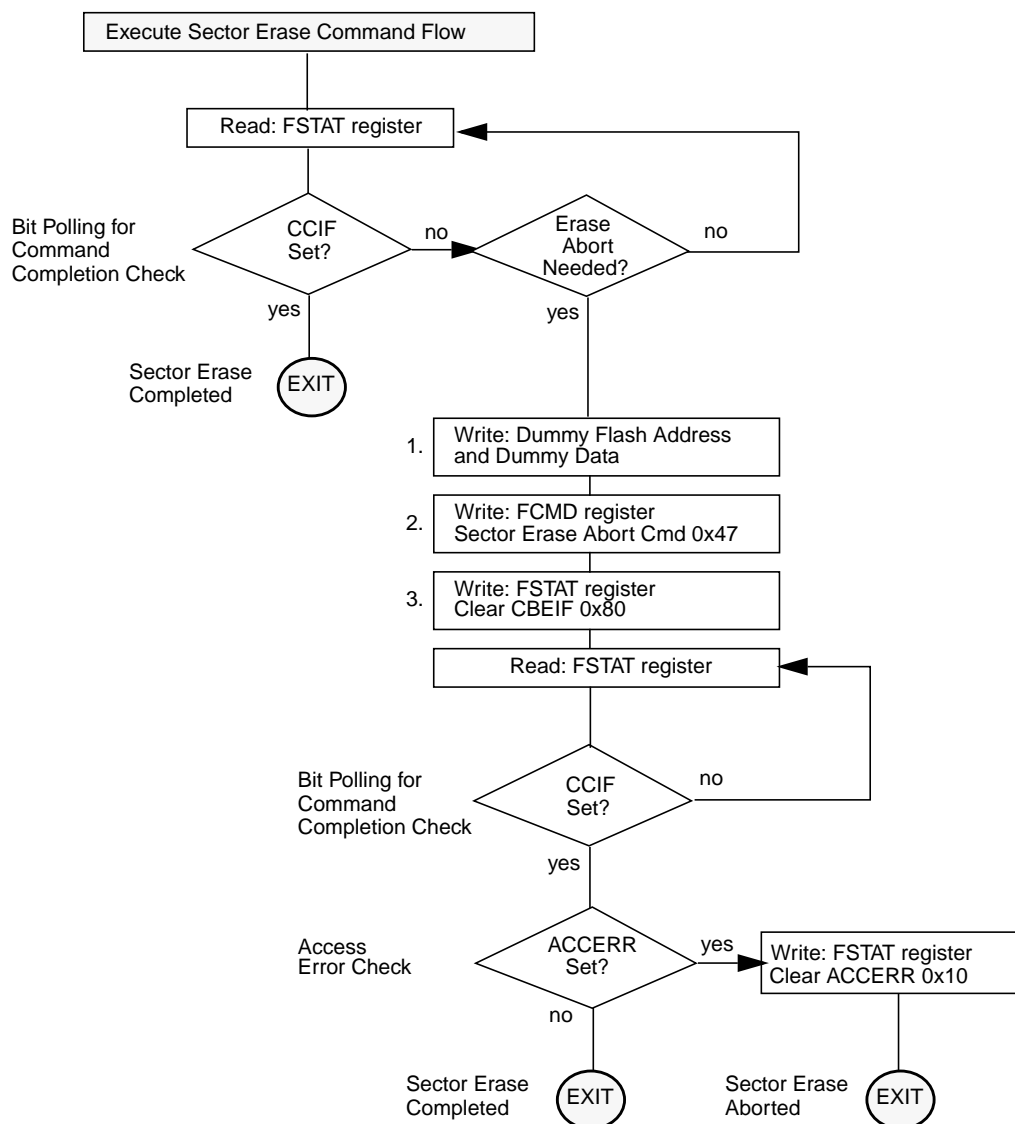 Execute Sector Erase Command Flow
Read: FSTAT register
Bit Polling for
Command
Completion Check
CCIF
Set?
no
Erase
Abort
Needed?
no
yes
yes
Sector Erase
Completed
EXIT
1.
Write: Dummy Flash Address
and Dummy Data
2.
Write: FCMD register
Sector Erase Abort Cmd 0x47
3.
Write: FSTAT register
Clear CBEIF 0x80
Read: FSTAT register
Bit Polling for
Command
Completion Check
CCIF
Set?
no
yes
Access
Error Check
ACCERR
Set?
yes
Write: FSTAT register
Clear ACCERR 0x10
no
Sector Erase
Completed
EXIT
Sector Erase
Aborted
EXIT